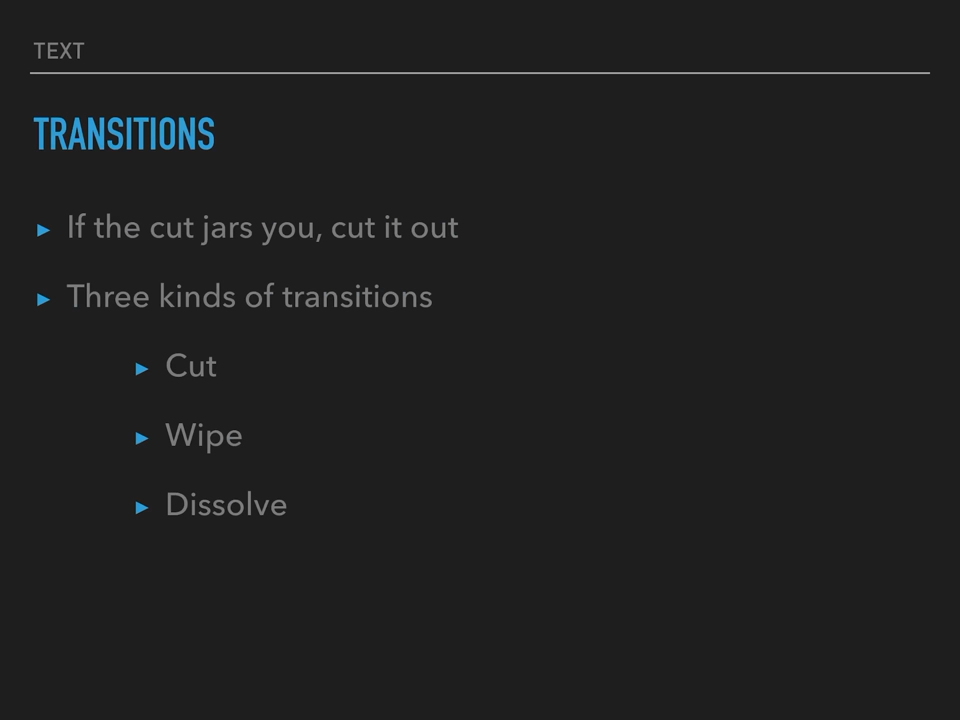 TEXT
TRANSITIONS
▸ If the cut jars you, cut it out
▸ Three kinds of transitions
▸ Cut
▸ Wipe
▸ Dissolve